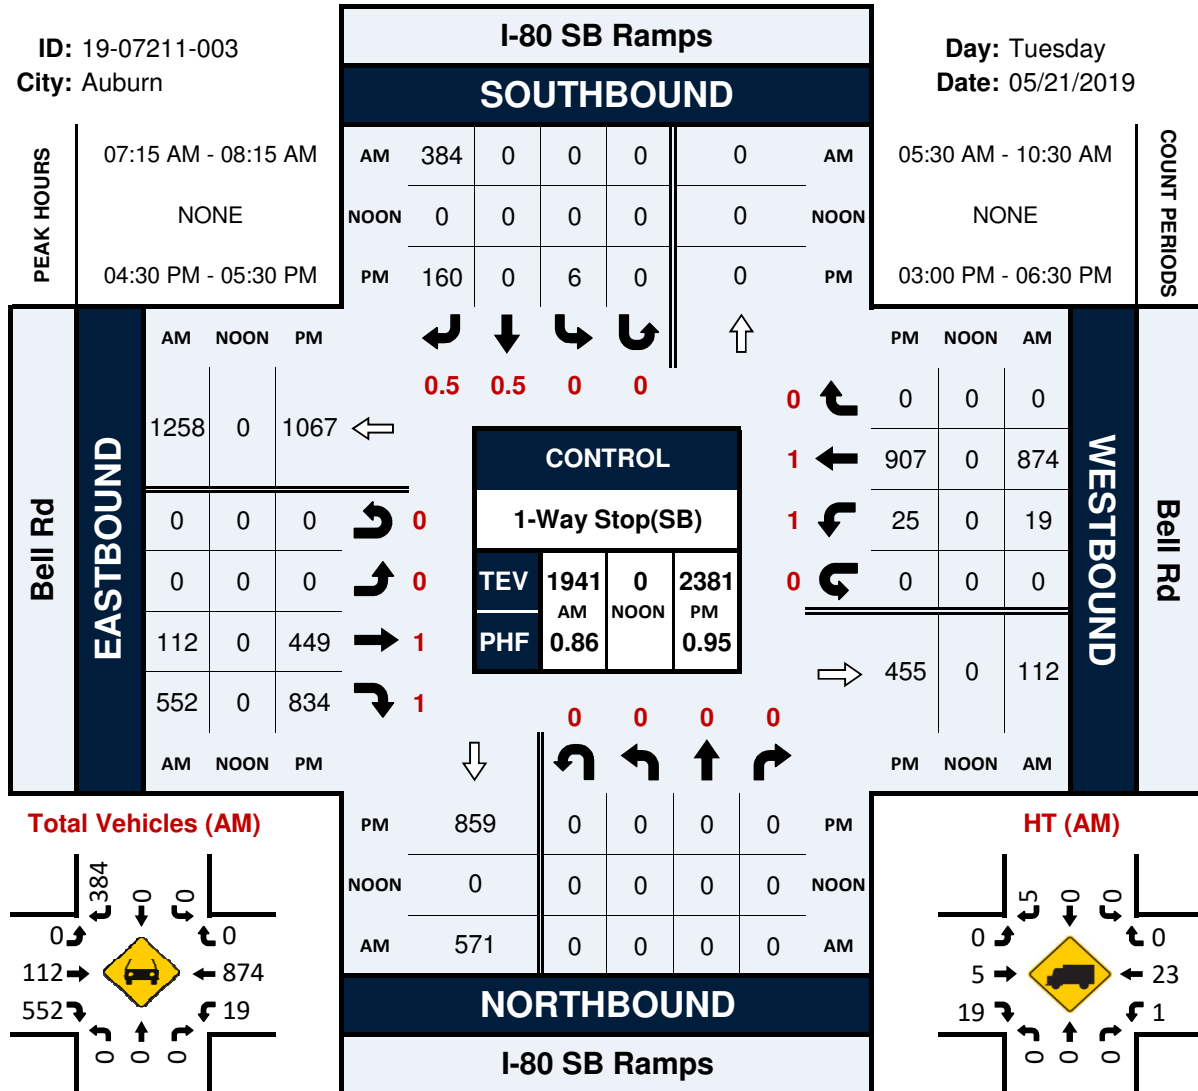 I-80 SB Ramps
ID: 19-07211-003
City: Auburn
Day: Tuesday
Date: 05/21/2019
SOUTHBOUND
PEAK HOURS
07:15 AM - 08:15 AM
NONE
04:30 PM - 05:30 PM
AM 384 0 0 0 0 AM
NOON 0 0 0 0 0 NOON
PM 160 0 6 0 0 PM
05:30 AM - 10:30 AM
NONE
03:00 PM - 06:30 PM
COUNT PERIODS
0.5 0.5 0 0
Bell Rd
EASTBOUND
AM NOON PM
1258 0 1067
0 0 0 0
0 0 0 0
112 0 449 1
552 0 834 1
AM NOON PM
CONTROL
1-Way Stop(SB)
TEV 1941 0 2381
AM NOON PM
PHF 0.86 0.95
PM NOON AM
0 0 0 0
1 907 0 874
1 25 0 19
0 0 0 0
455 0 112
PM NOON AM
WESTBOUND
Bell Rd
0 0 0 0
PM 859 0 0 0 0 PM
NOON 0 0 0 0 0 NOON
AM 571 0 0 0 0 AM
NORTHBOUND
I-80 SB Ramps
Total Vehicles (AM)
384 0 0
0 0
112 874
552 19
0 0 0
HT (AM)
5 0 0
0 0
5 23
19 1
0 0 0